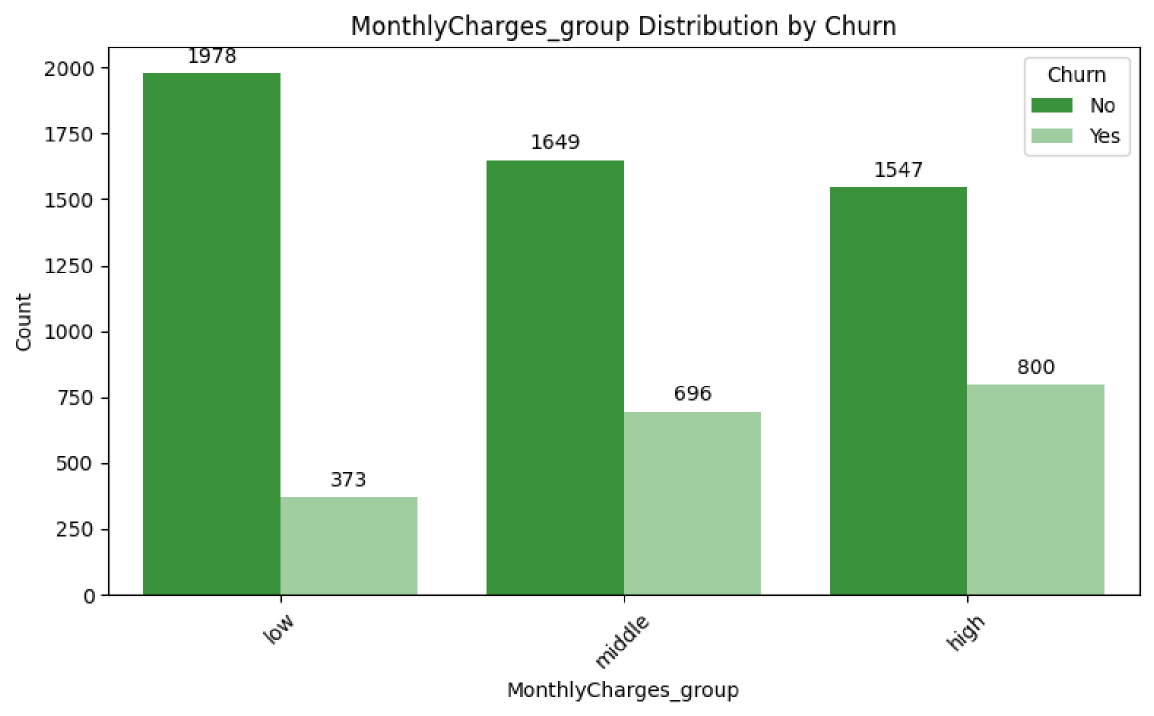 MonthlyCharges_group Distribution by Churn
Churn
No
Yes
Count
2000
1750
1500
1250
1000
750
500
250
0
1978
373
1649
696
1547
800
low
middle
high
MonthlyCharges_group